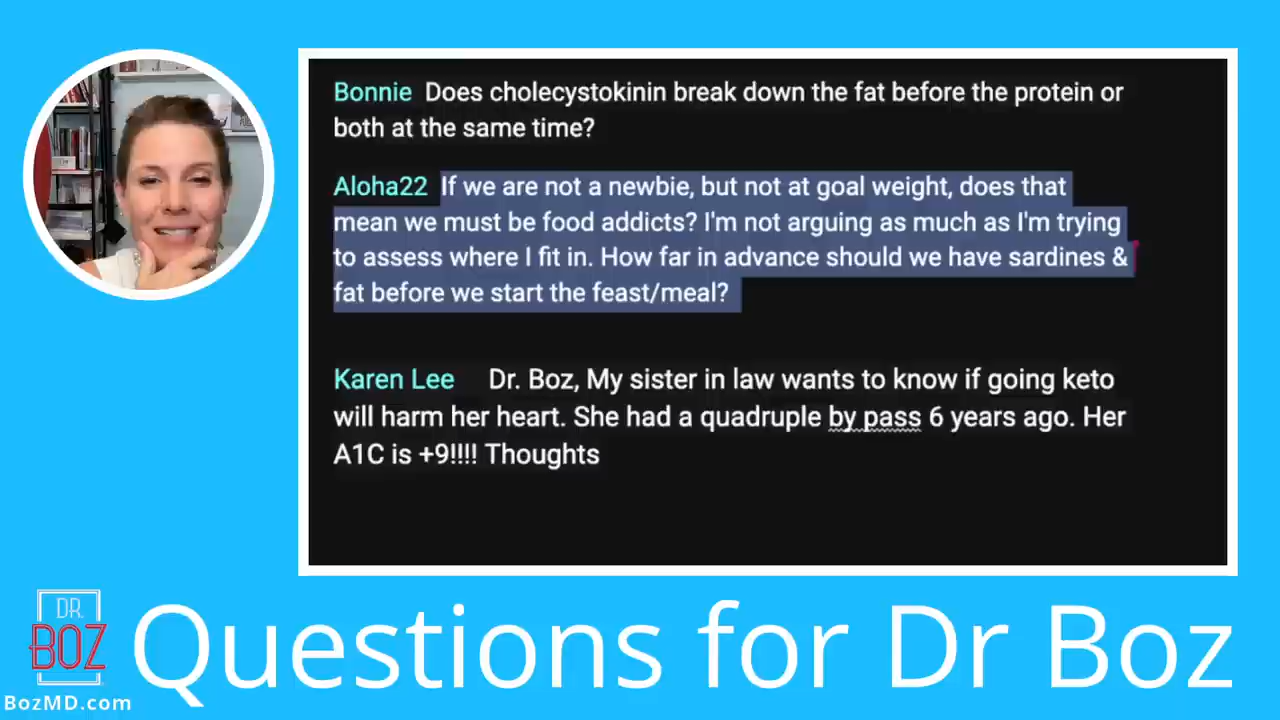 Bonnie Does cholecystokinin break down the fat before the protein or
both at the same time?
Aloha22 If we are not a newbie, but not at goal weight, does that
mean we must be food addicts? I'm not arguing as much as I'm trying
to assess where I fit in. How far in advance should we have sardines &
fat before we start the feast/meal?
Karen Lee Dr. Boz, My sister in law wants to know if going keto
will harm her heart. She had a quadruple by pass 6 years ago. Her
A1C is +9!!!! Thoughts
DR.
BOZ
Questions for Dr Boz
BozMD.com